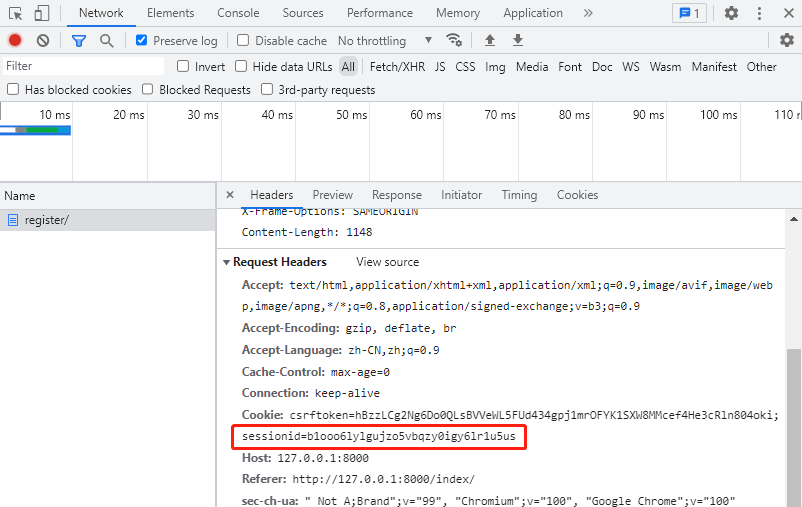 Network Elements Console Sources Performance Memory Application » 1
Preserve log Disable cache No throttling
Filter Invert Hide data URLs All Fetch/XHR JS CSS Img Media Font Doc WS Wasm Manifest Other
Has blocked cookies Blocked Requests 3rd-party requests
10 ms 20 ms 30 ms 40 ms 50 ms 60 ms 70 ms 80 ms 90 ms 100 ms 110 r
Name × Headers Preview Response Initiator Timing Cookies
register/
X-Frame-Options: SAMEORIGIN
Content-Length: 1148
Request Headers View source
Accept: text/html,application/xhtml+xml,application/xml;q=0.9,image/avif,image/web
p,image/apng,*/*;q=0.8,application/signed-exchange;v=b3;q=0.9
Accept-Encoding: gzip, deflate, br
Accept-Language: zh-CN,zh;q=0.9
Cache-Control: max-age=0
Connection: keep-alive
Cookie: csrftoken=hBzzLCg2Ng6Do0QLsBVVeWL5FUd434gpj1mrOFYK1SXW8MMcef4He3cRln804oki;
sessionid=b1ooo6lylgujzo5vbqzy0igy6lr1u5us
Host: 127.0.0.1:8000
Referer: http://127.0.0.1:8000/index/
sec-ch-ua: " Not A;Brand";v="99", "Chromium";v="100", "Google Chrome";v="100"